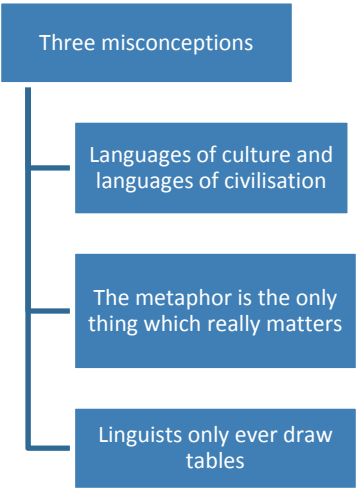 Three misconceptions
Languages of culture and
languages of civilisation
The metaphor is the only
thing which really matters
Linguists only ever draw
tables